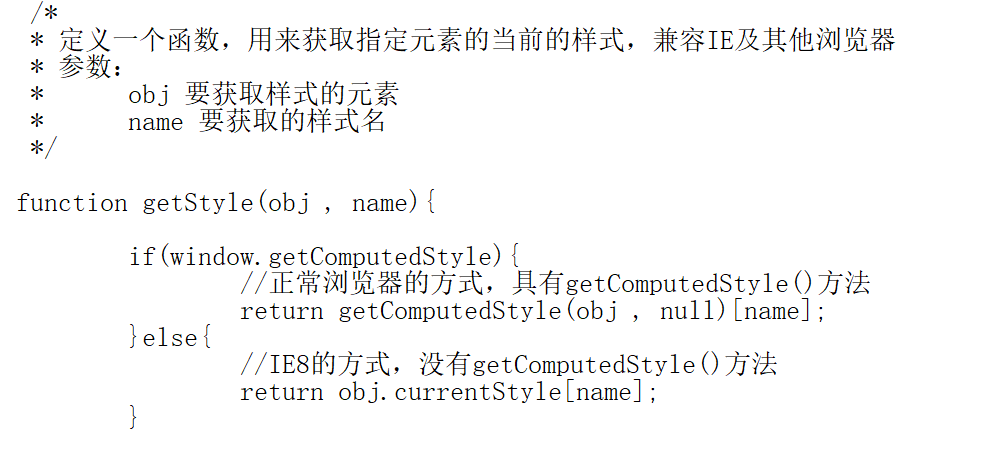 /*
* 定义一个函数，用来获取指定元素的当前的样式，兼容IE及其他浏览器
* 参数：
*      obj 要获取样式的元素
*      name 要获取的样式名
*/
function getStyle(obj , name){
if(window.getComputedStyle){
//正常浏览器的方式，具有getComputedStyle()方法
return getComputedStyle(obj , null)[name];
}else{
//IE8的方式，没有getComputedStyle()方法
return obj.currentStyle[name];
}